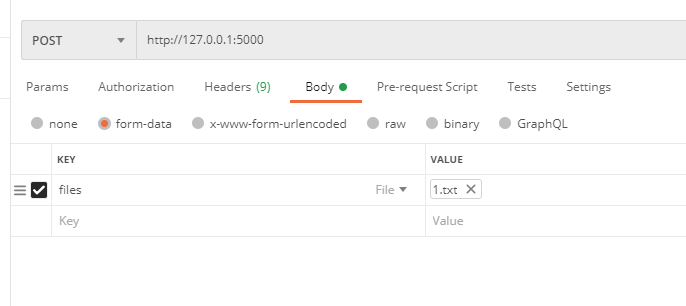 POST http://127.0.0.1:5000
Params Authorization Headers (9) Body Pre-request Script Tests Settings
none form-data x-www-form-urlencoded raw binary GraphQL
KEY VALUE
files File 1.txt
Key Value